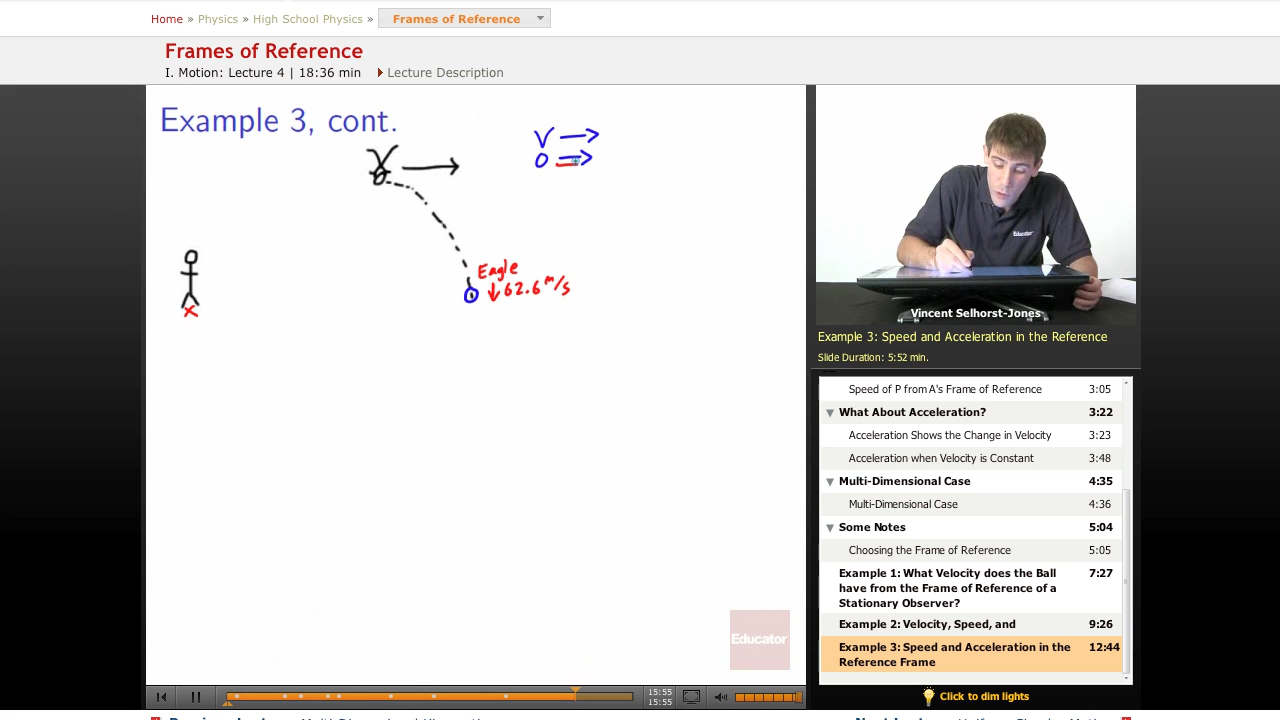 Home » Physics » High School Physics » Frames of Reference
Frames of Reference
I. Motion: Lecture 4 | 18:36 min Lecture Description
Example 3, cont.
V
O
Eagle
↓62.6 m/s
x
Educator
Educator
Vincent Selhorst-Jones
Example 3: Speed and Acceleration in the Reference
Slide Duration: 5:52 min.
Speed of P from A's Frame of Reference 3:05
What About Acceleration? 3:22
Acceleration Shows the Change in Velocity 3:23
Acceleration when Velocity is Constant 3:48
Multi-Dimensional Case 4:35
Multi-Dimensional Case 4:36
Some Notes 5:04
Choosing the Frame of Reference 5:05
Example 1: What Velocity does the Ball 7:27
have from the Frame of Reference of a
Stationary Observer?
Example 2: Velocity, Speed, and 9:26
Example 3: Speed and Acceleration in the 12:44
Reference Frame
15:55
15:55
Click to dim lights